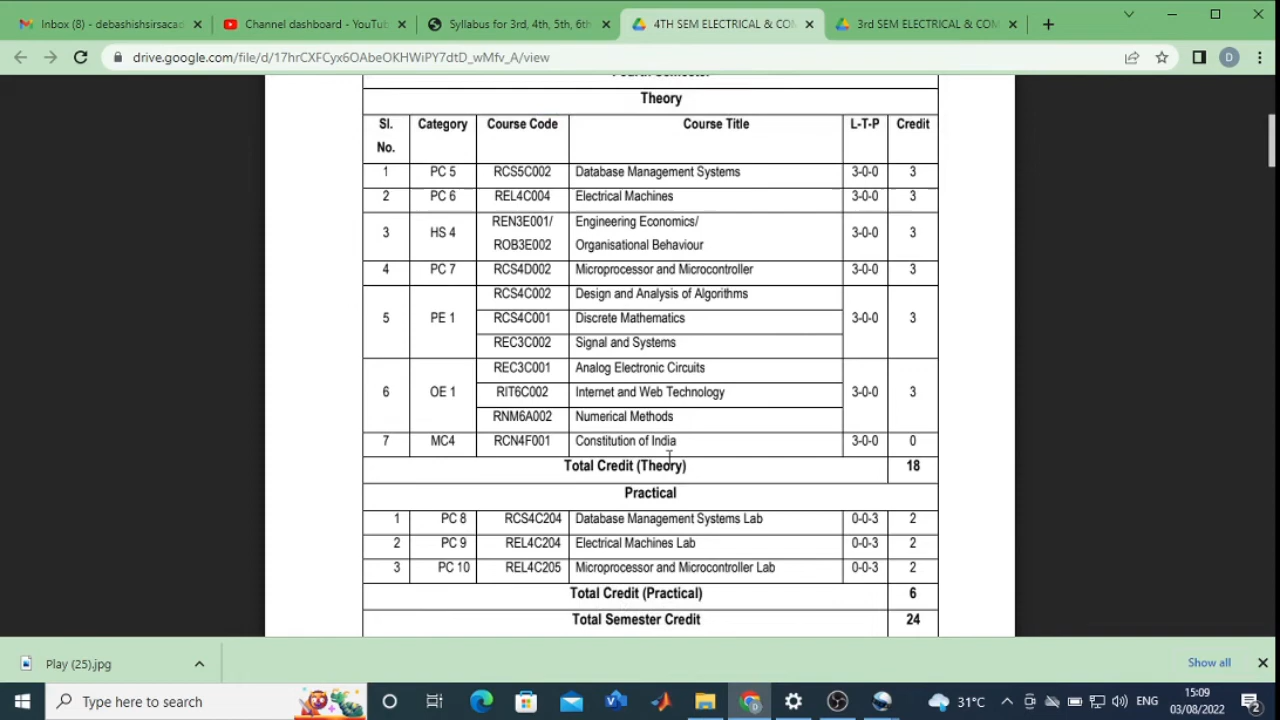 Inbox (8) - debashishsirsacad
Channel dashboard - YouTu
Syllabus for 3rd, 4th, 5th, 6th
4TH SEM ELECTRICAL & COM
3rd SEM ELECTRICAL & COM
drive.google.com/file/d/17hrCXFCyx6OAbeOKHWiPY7dtD_wMfv_A/view
D
Fourth Semester
Theory
Sl. No. Category Course Code Course Title L-T-P Credit
1 PC 5 RCS5C002 Database Management Systems 3-0-0 3
2 PC 6 REL4C004 Electrical Machines 3-0-0 3
3 HS 4 REN3E001/ Engineering Economics/ 3-0-0 3
ROB3E002 Organisational Behaviour
4 PC 7 RCS4D002 Microprocessor and Microcontroller 3-0-0 3
5 PE 1 RCS4C002 Design and Analysis of Algorithms 3-0-0 3
RCS4C001 Discrete Mathematics
REC3C002 Signal and Systems
6 OE 1 REC3C001 Analog Electronic Circuits 3-0-0 3
RIT6C002 Internet and Web Technology
RNM6A002 Numerical Methods
7 MC4 RCN4F001 Constitution of India 3-0-0 0
Total Credit (Theory) 18
Practical
1 PC 8 RCS4C204 Database Management Systems Lab 0-0-3 2
2 PC 9 REL4C204 Electrical Machines Lab 0-0-3 2
3 PC 10 REL4C205 Microprocessor and Microcontroller Lab 0-0-3 2
Total Credit (Practical) 6
Total Semester Credit 24
Play (25).jpg
Show all
Type here to search
31°C
ENG
15:09
03/08/2022
2